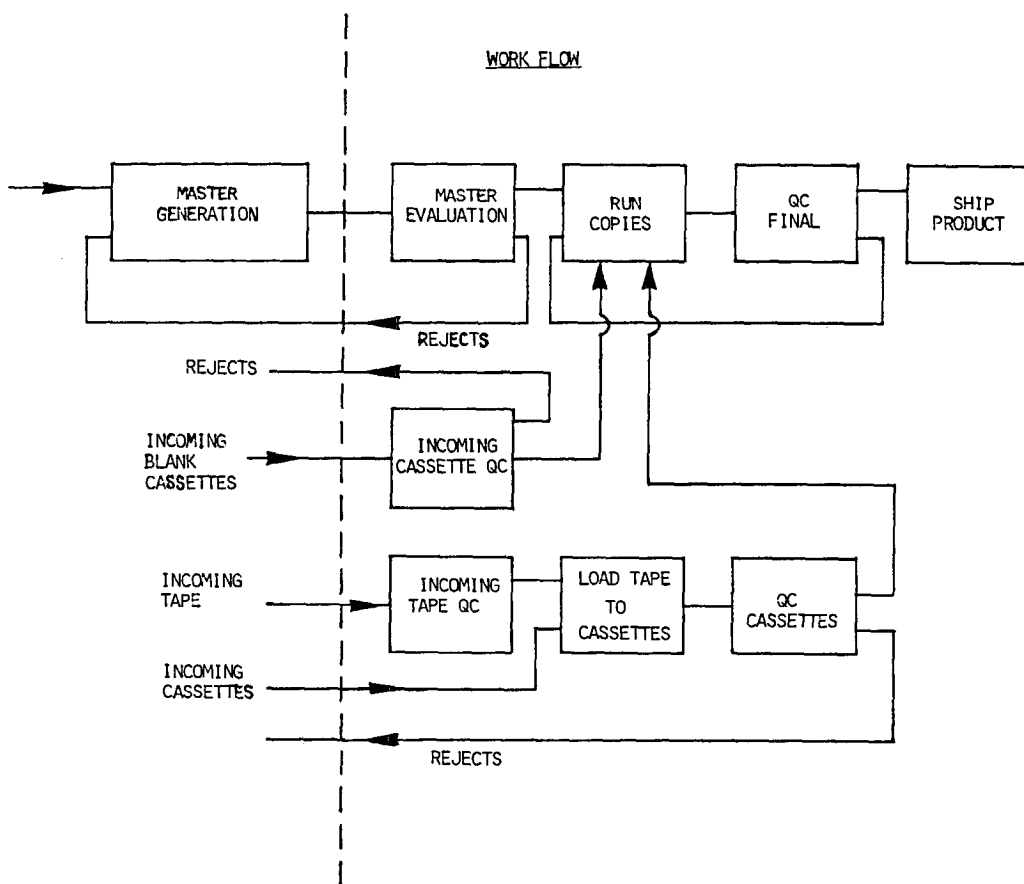 WORK FLOW
MASTER
GENERATION
MASTER
EVALUATION
RUN
COPIES
QC
FINAL
SHIP
PRODUCT
REJECTS
REJECTS
INCOMING
BLANK
CASSETTES
INCOMING
CASSETTE QC
INCOMING
TAPE
INCOMING
TAPE QC
LOAD TAPE
TO
CASSETTES
QC
CASSETTES
INCOMING
CASSETTES
REJECTS